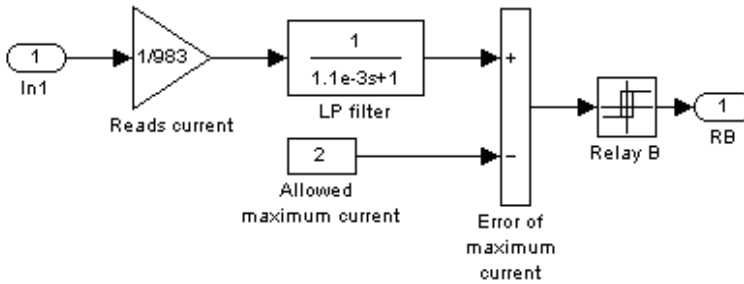 1
In1
1/983
Reads current
1
1.1e-3s+1
LP filter
2
Allowed
maximum current
+
−
Error of
maximum
current
Relay B
1
RB